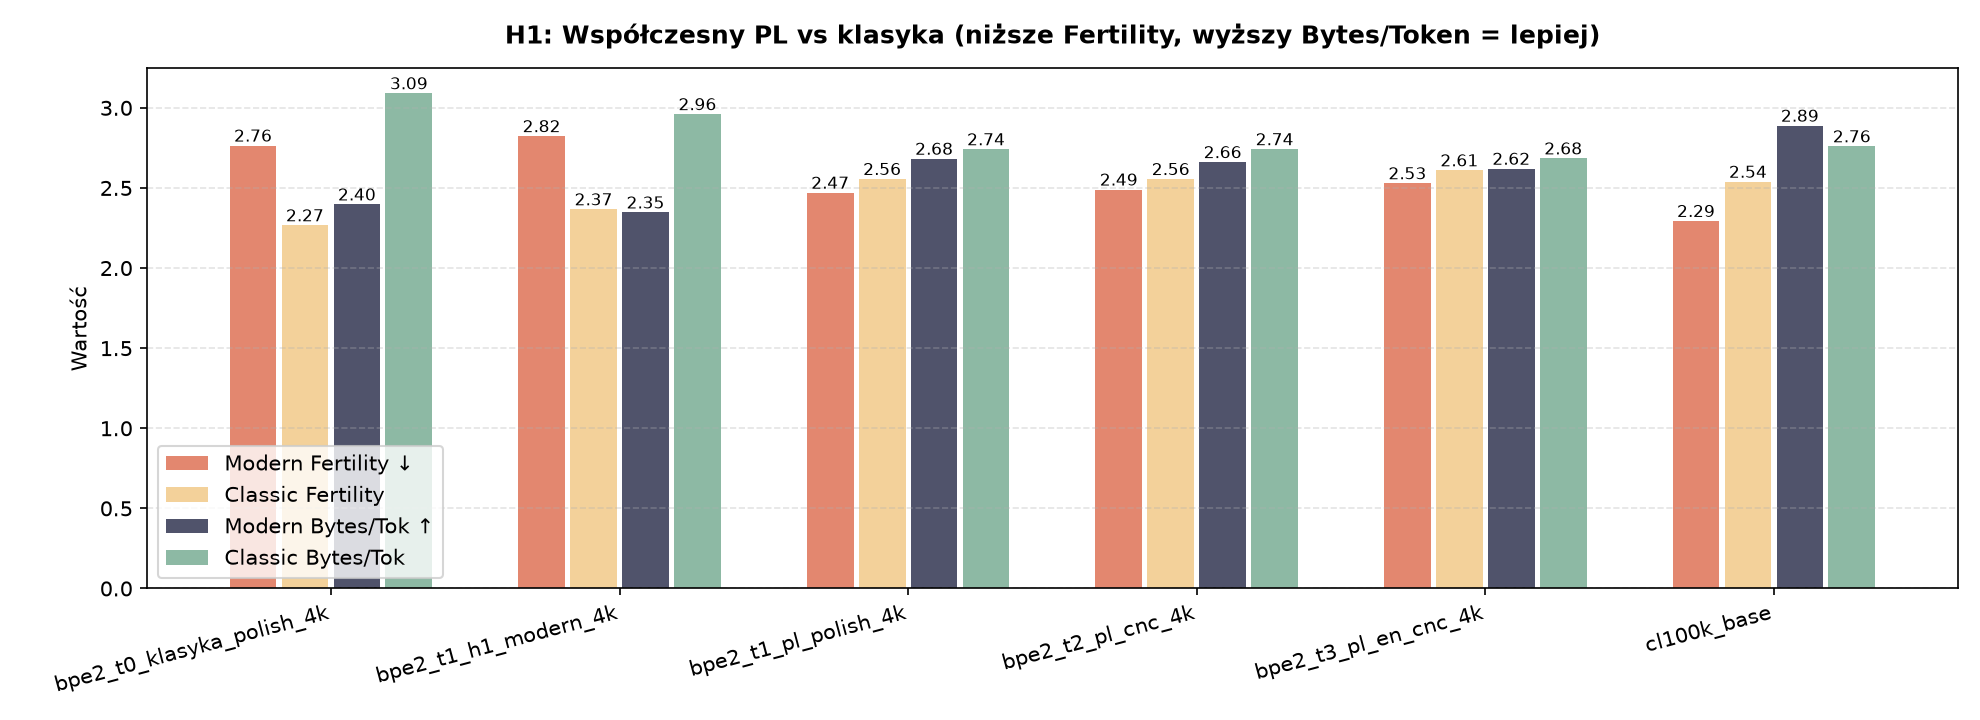 H1: Współczesny PL vs klasyka (niższe Fertility, wyższy Bytes/Token = lepiej)
Wartość
3.0
2.5
2.0
1.5
1.0
0.5
0.0
2.76
2.27
2.40
3.09
2.82
2.37
2.35
2.96
2.47
2.56
2.68
2.74
2.49
2.56
2.66
2.74
2.53
2.61
2.62
2.68
2.29
2.54
2.89
2.76
Modern Fertility ↓
Classic Fertility
Modern Bytes/Tok ↑
Classic Bytes/Tok
bpe2_t0_klasyka_polish_4k
bpe2_t1_h1_modern_4k
bpe2_t1_pl_polish_4k
bpe2_t2_pl_cnc_4k
bpe2_t3_pl_en_cnc_4k
cl100k_base